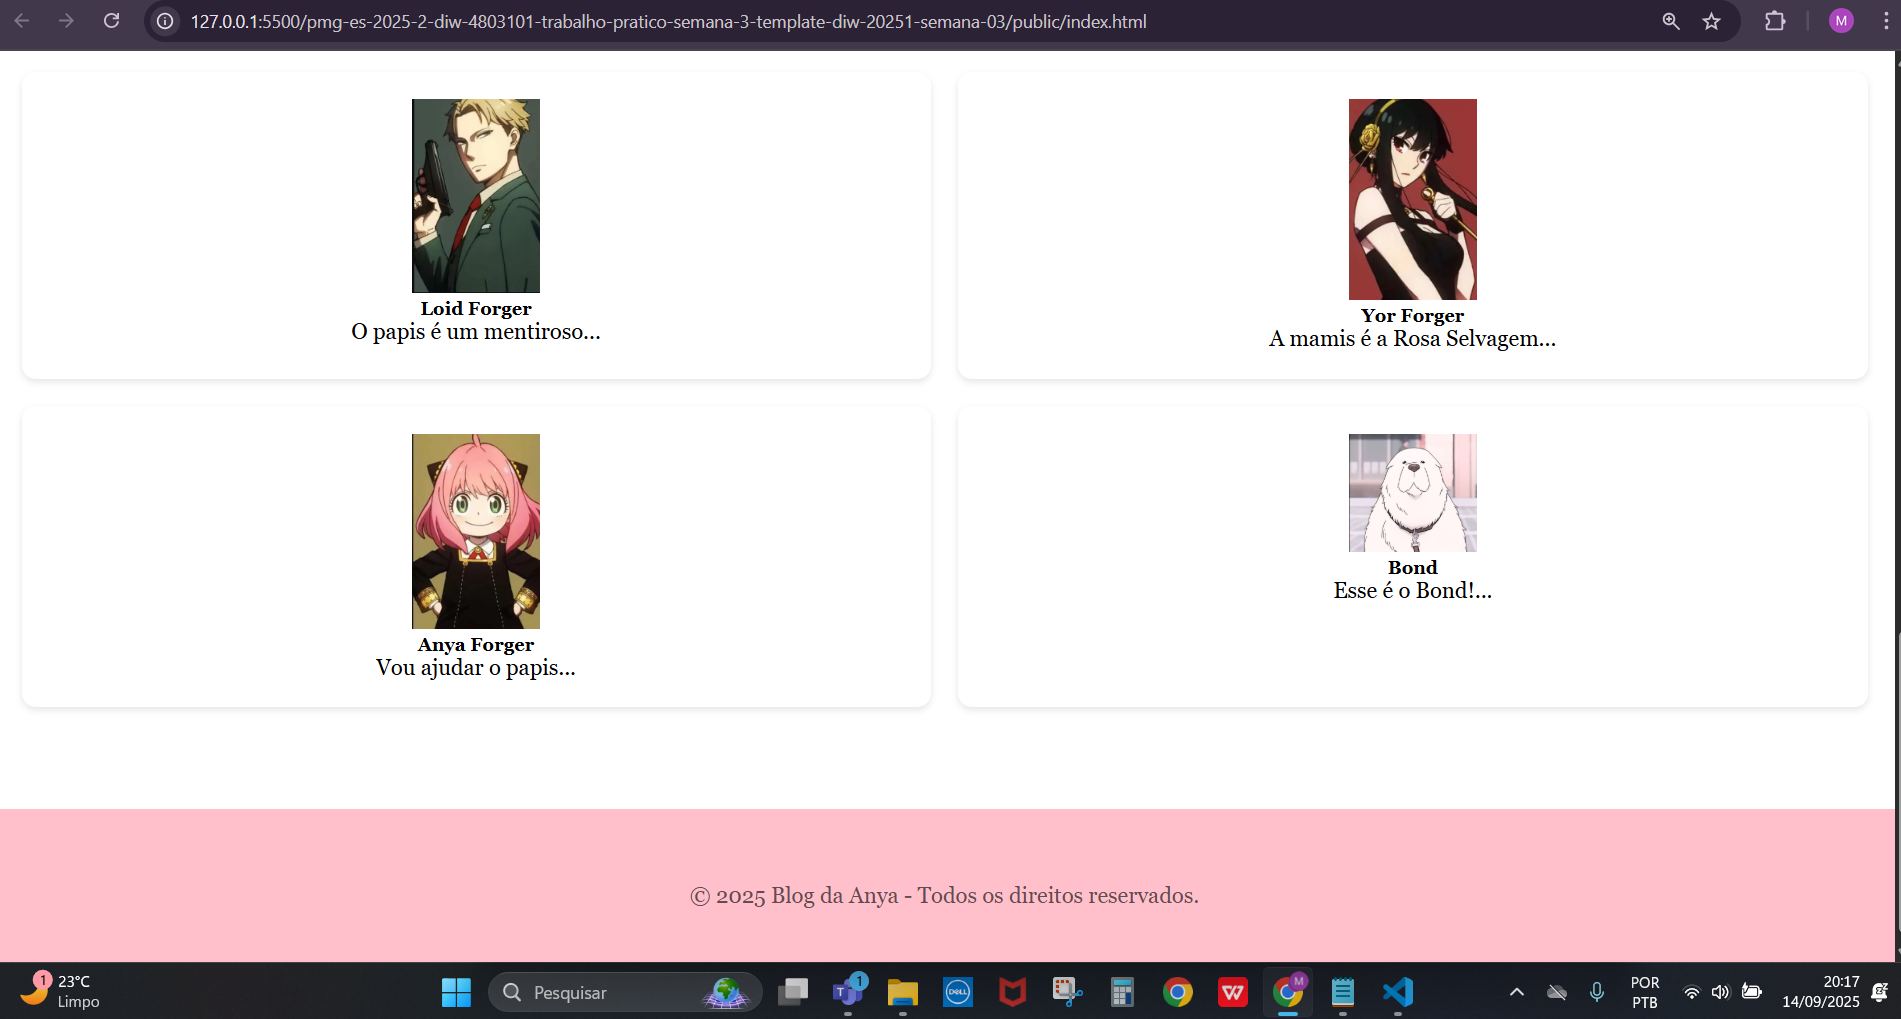 127.0.0.1:5500/pmg-es-2025-2-diw-4803101-trabalho-pratico-semana-3-template-diw-20251-semana-03/public/index.html
M
Loid Forger
O papis é um mentiroso...
Yor Forger
A mamis é a Rosa Selvagem...
Anya Forger
Vou ajudar o papis...
Bond
Esse é o Bond!...
© 2025 Blog da Anya - Todos os direitos reservados.
1
23°C
Limpo
Pesquisar
T
1
DELL
W
M
POR
PTB
20:17
14/09/2025